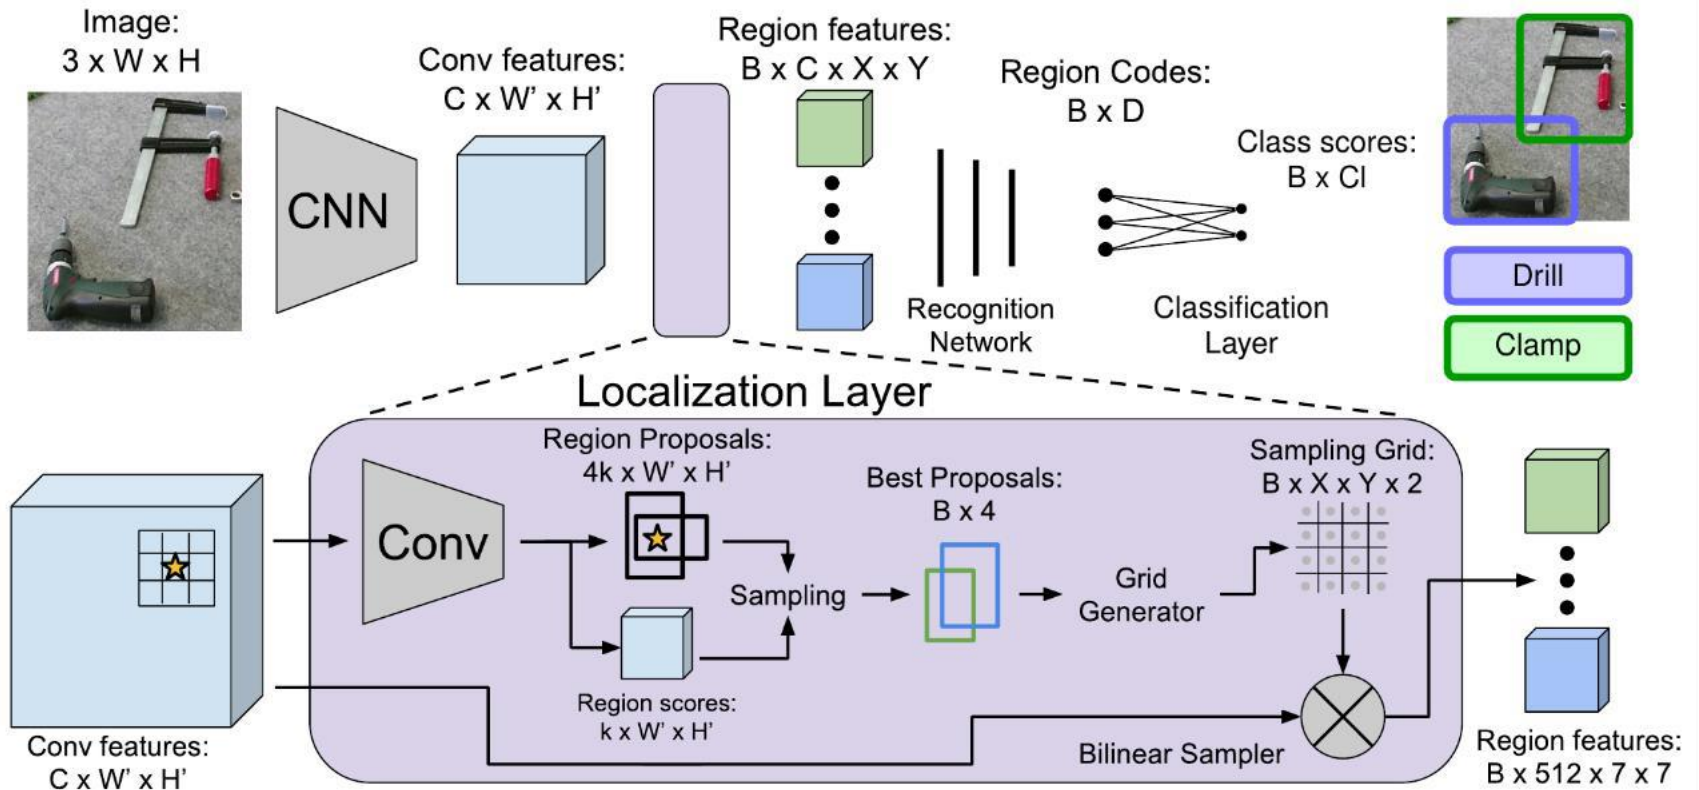 Image:
3 x W x H
Conv features:
C x W' x H'
Region features:
B x C x X x Y
Region Codes:
B x D
Class scores:
B x Cl
CNN
Recognition
Network
Classification
Layer
Drill
Clamp
Localization Layer
Region Proposals:
4k x W' x H'
Conv
Sampling
Region scores:
k x W' x H'
Best Proposals:
B x 4
Grid
Generator
Sampling Grid:
B x X x Y x 2
Bilinear Sampler
Conv features:
C x W' x H'
Region features:
B x 512 x 7 x 7